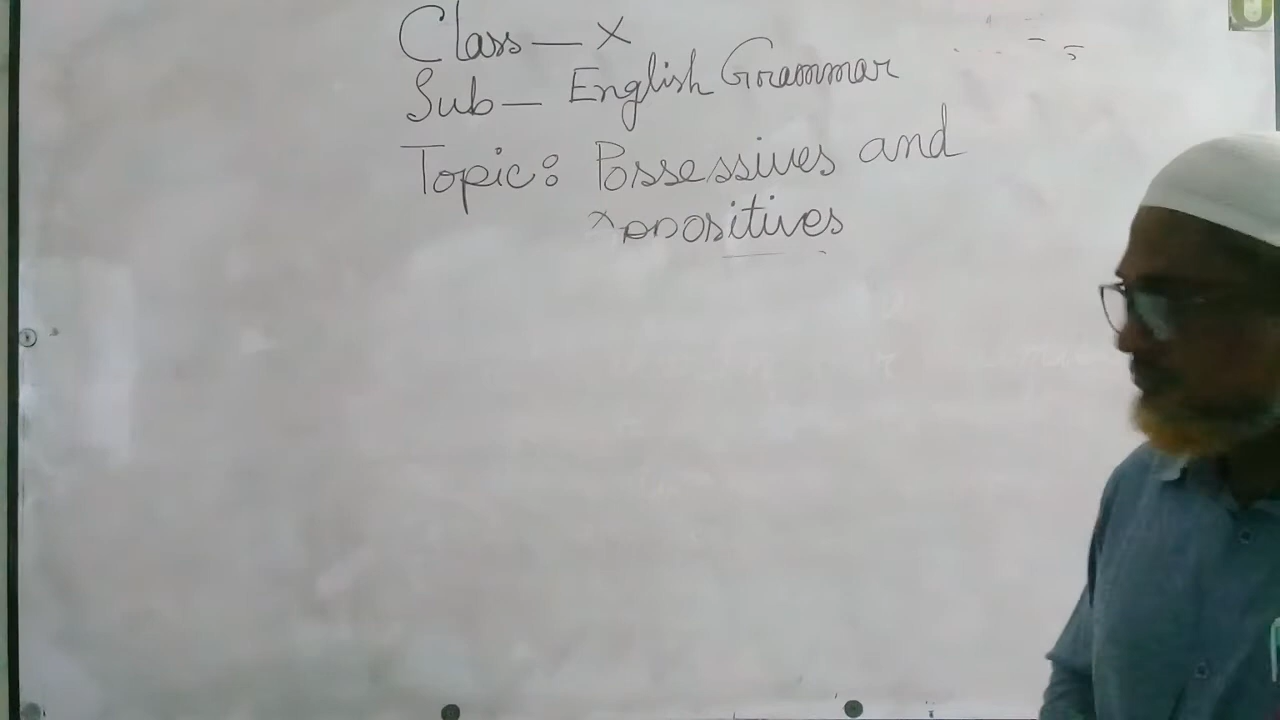 Class — X
Sub — English Grammar
Topic: Possessives and
Appositives